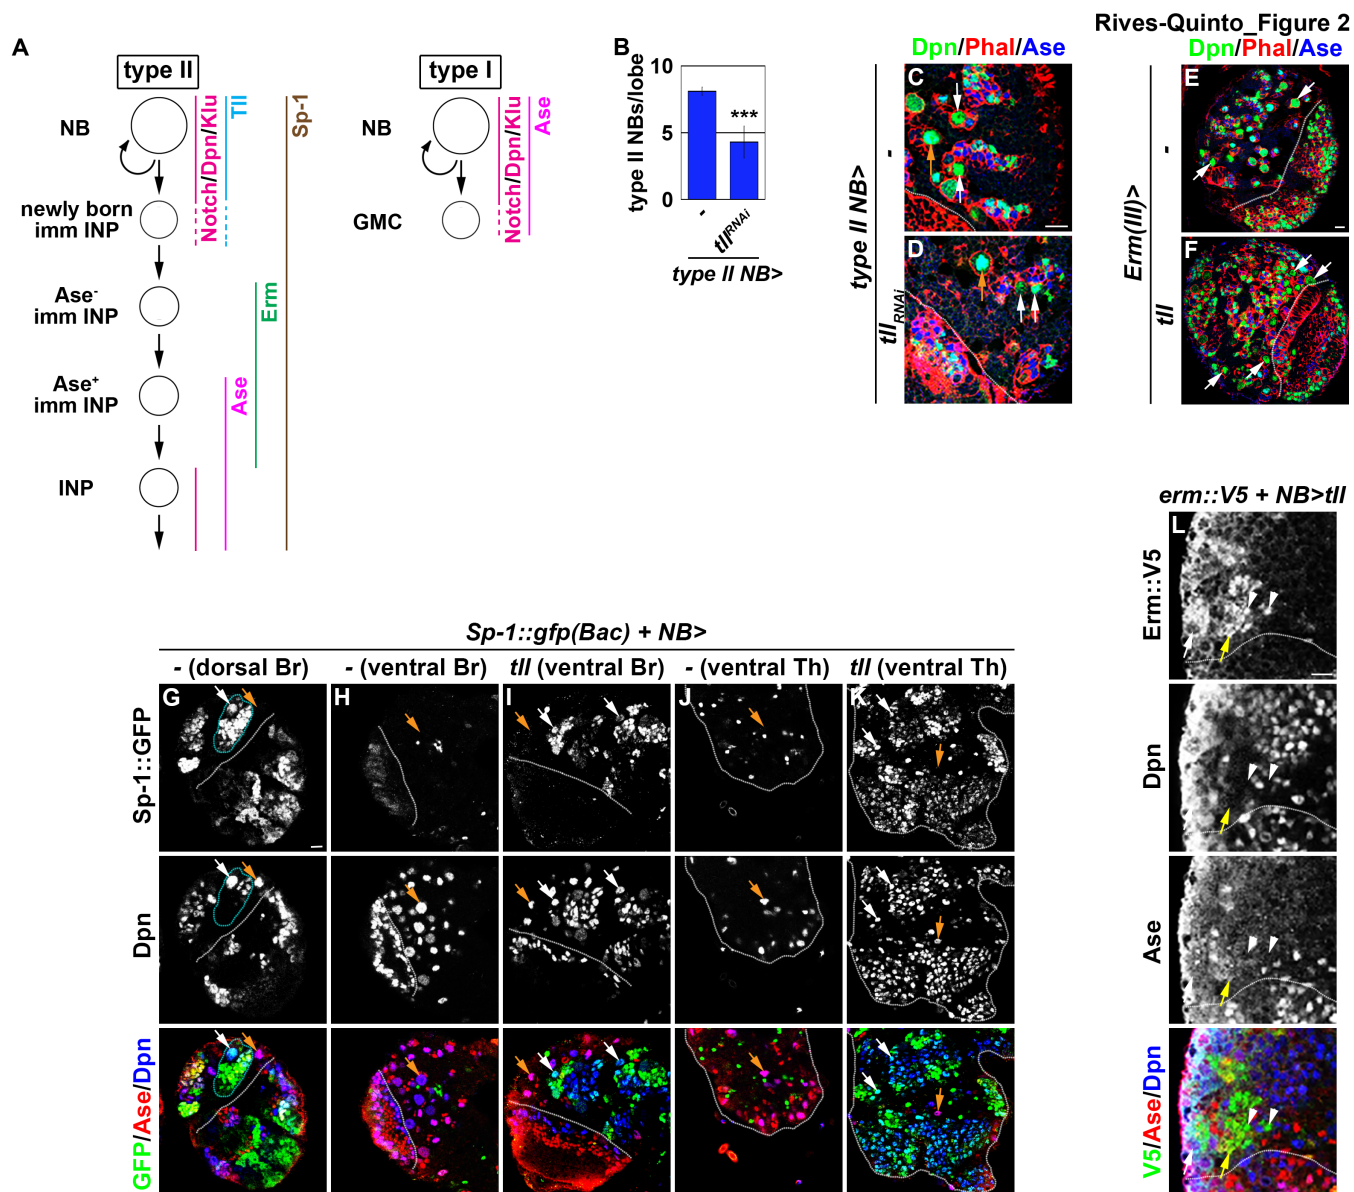 Rives-Quinto_Figure 2
A
type II
NB
newly born
imm INP
Ase-
imm INP
Ase+
imm INP
INP
Notch/Dpn/Klu
Tll
Ase
Erm
Sp-1
type I
NB
GMC
Notch/Dpn/Klu
Ase
B
type II NBs/lobe
10
5
0
***
-
tll RNAi
type II NB>
Dpn/Phal/Ase
type II NB>
-
tll RNAi
C
D
Dpn/Phal/Ase
Erm(III)>
-
tll
E
F
Sp-1::gfp(Bac) + NB>
- (dorsal Br)
- (ventral Br)
tll (ventral Br)
- (ventral Th)
tll (ventral Th)
G
H
I
J
K
Sp-1::GFP
Dpn
GFP/Ase/Dpn
erm::V5 + NB>tll
L
Erm::V5
Dpn
Ase
V5/Ase/Dpn